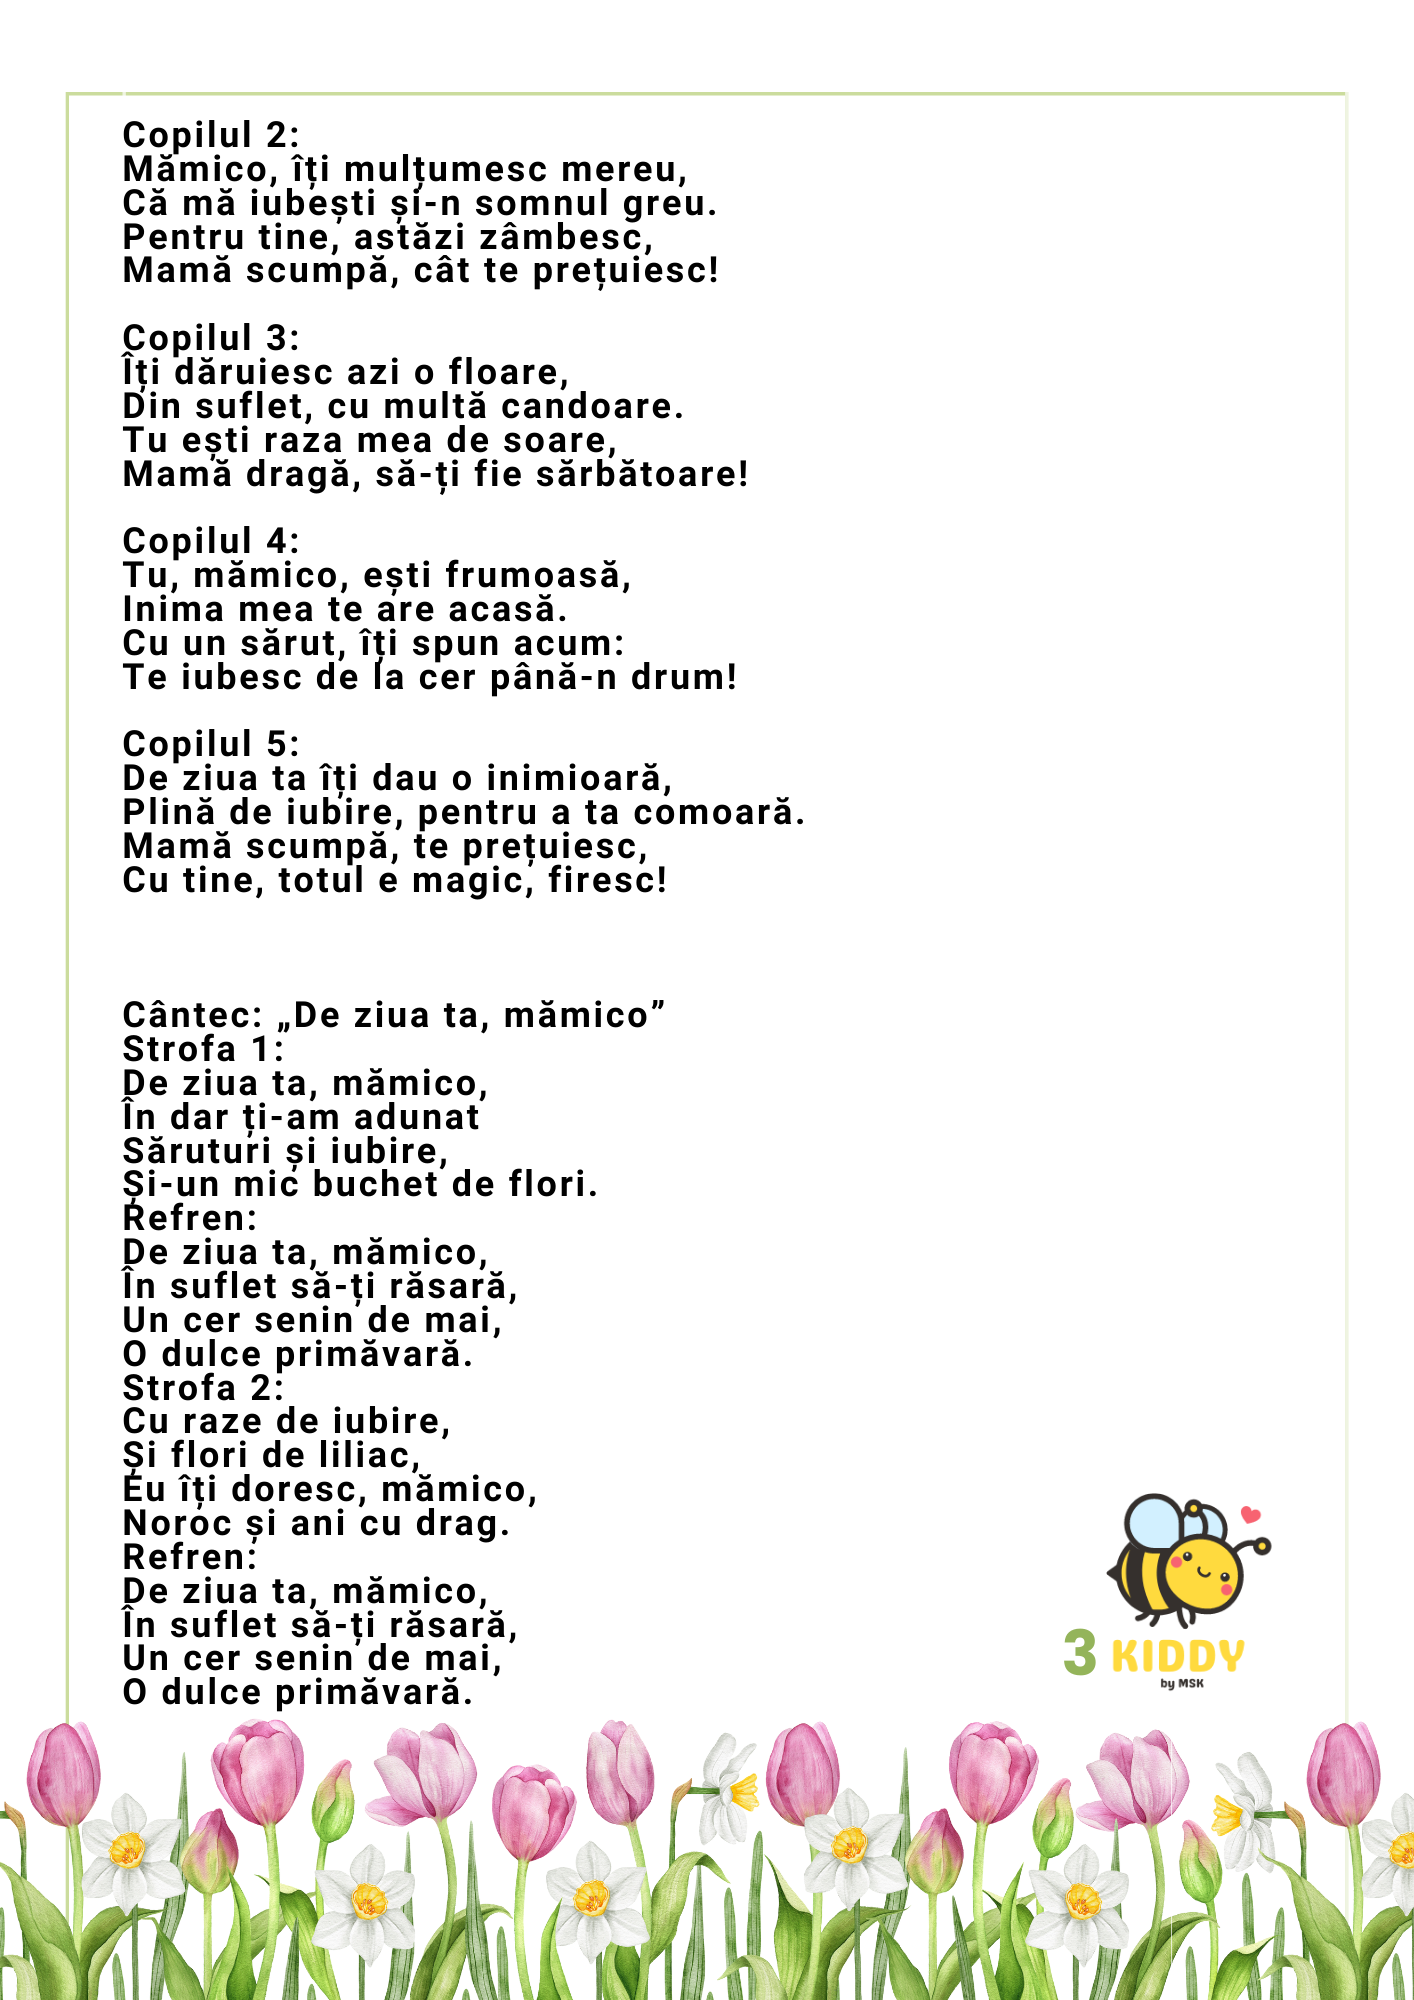 Copilul 2:
Mămico, îți mulțumesc mereu,
Că mă iubești și-n somnul greu.
Pentru tine, astăzi zâmbesc,
Mamă scumpă, cât te prețuiesc!
Copilul 3:
Îți dăruiesc azi o floare,
Din suflet, cu multă candoare.
Tu ești raza mea de soare,
Mamă dragă, să-ți fie sărbătoare!
Copilul 4:
Tu, mămico, ești frumoasă,
Inima mea te are acasă.
Cu un sărut, îți spun acum:
Te iubesc de la cer până-n drum!
Copilul 5:
De ziua ta îți dau o inimioară,
Plină de iubire, pentru a ta comoară.
Mamă scumpă, te prețuiesc,
Cu tine, totul e magic, firesc!
Cântec: „De ziua ta, mămico”
Strofa 1:
De ziua ta, mămico,
În dar ți-am adunat
Săruturi și iubire,
Și-un mic buchet de flori.
Refren:
De ziua ta, mămico,
În suflet să-ți răsară,
Un cer senin de mai,
O dulce primăvară.
Strofa 2:
Cu raze de iubire,
Și flori de liliac,
Eu îți doresc, mămico,
Noroc și ani cu drag.
Refren:
De ziua ta, mămico,
În suflet să-ți răsară,
Un cer senin de mai,
O dulce primăvară.
3 KIDDY
by MSK